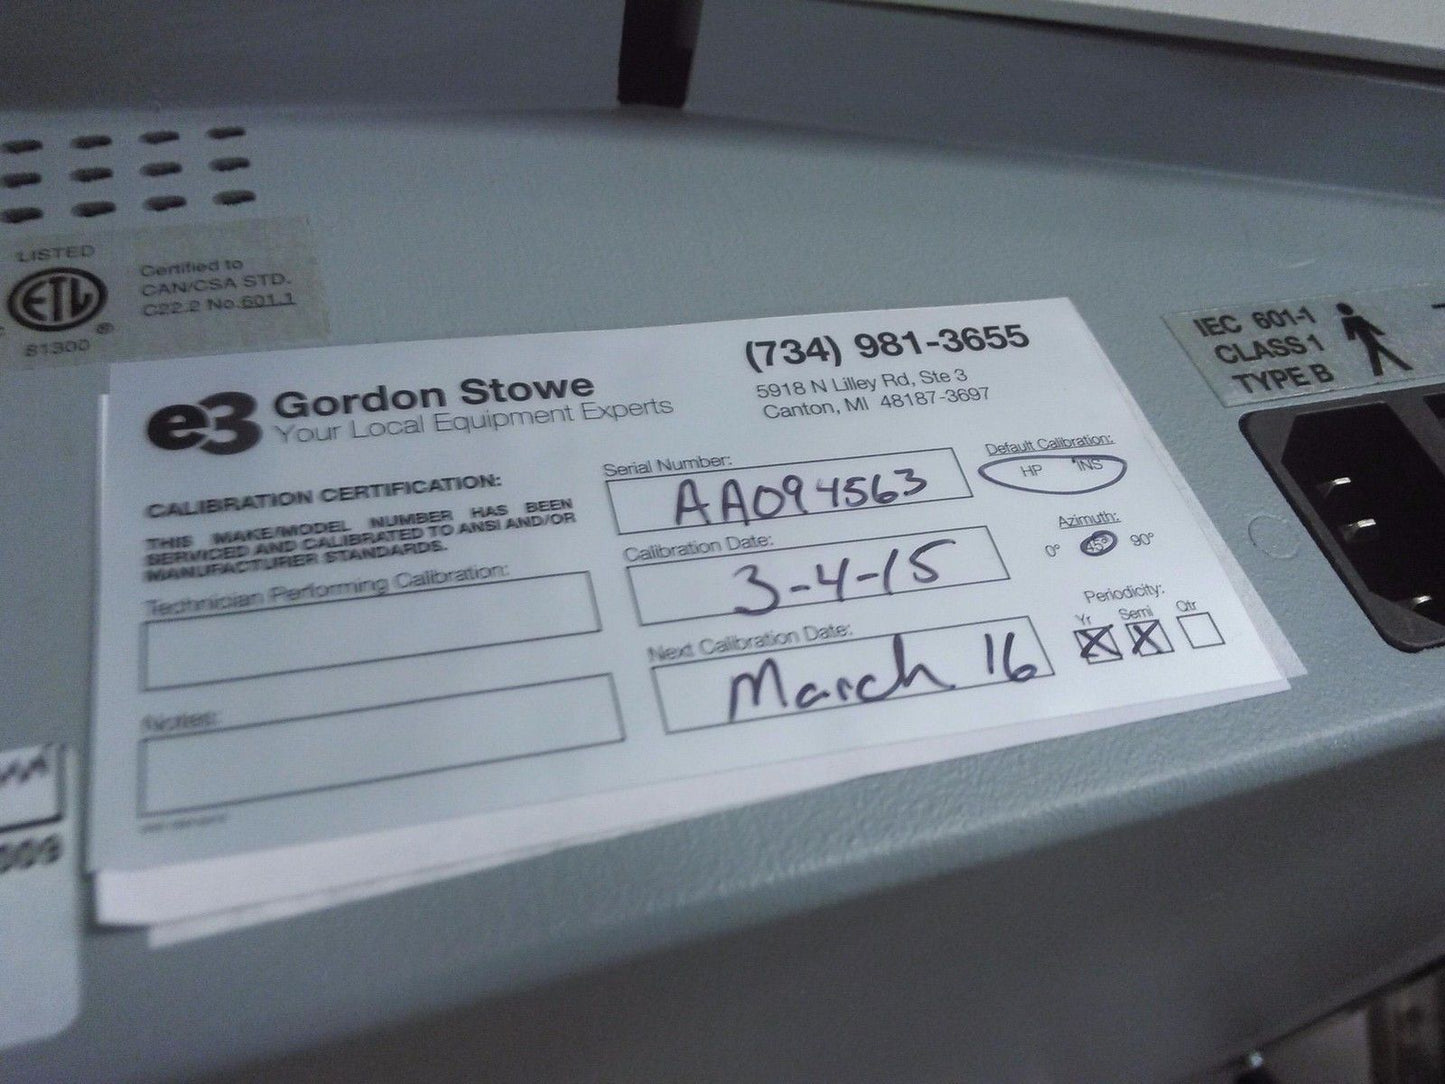 LISTED
ETL
®
81300
Certified to
CAN/CSA STD.
C22.2 No.601.1
IEC 601-1
CLASS 1
TYPE B
e3 Gordon Stowe
Your Local Equipment Experts
(734) 981-3655
5918 N Lilley Rd, Ste 3
Canton, MI 48187-3697
CALIBRATION CERTIFICATION:
THIS MAKE/MODEL NUMBER HAS BEEN
SERVICED AND CALIBRATED TO ANSI AND/OR
MANUFACTURER STANDARDS.
Technician Performing Calibration:
Notes:
Serial Number:
AA094563
Calibration Date:
3-4-15
Next Calibration Date:
March 16
Default Calibration:
HP INS
Azimuth:
0° 45° 90°
Periodicity:
Yr Semi Qtr
X X
009